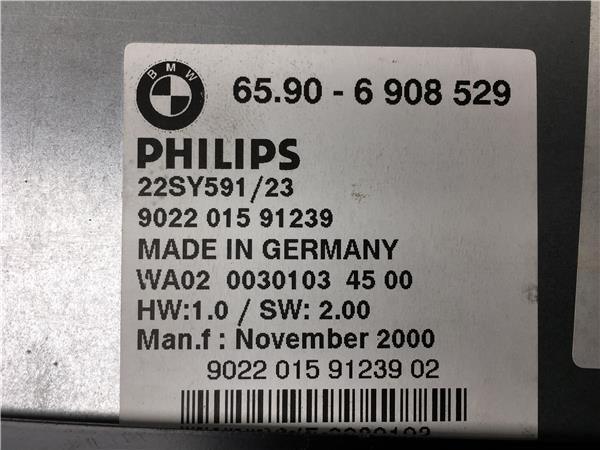 BMW
65.90 - 6 908 529
PHILIPS
22SY591/23
9022 015 91239
MADE IN GERMANY
WA02 0030103 45 00
HW:1.0 / SW: 2.00
Man.f : November 2000
9022 015 91239 02